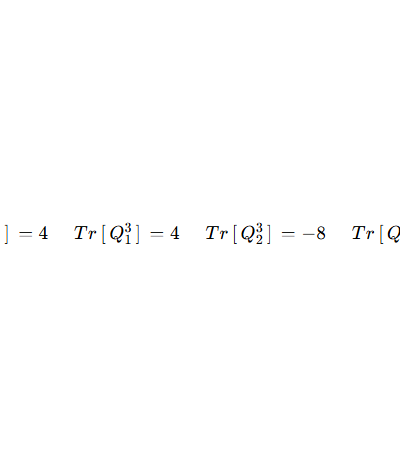 ] = 4 Tr [ Q_1^3 ] = 4 Tr [ Q_2^3 ] = −8 Tr [ Q